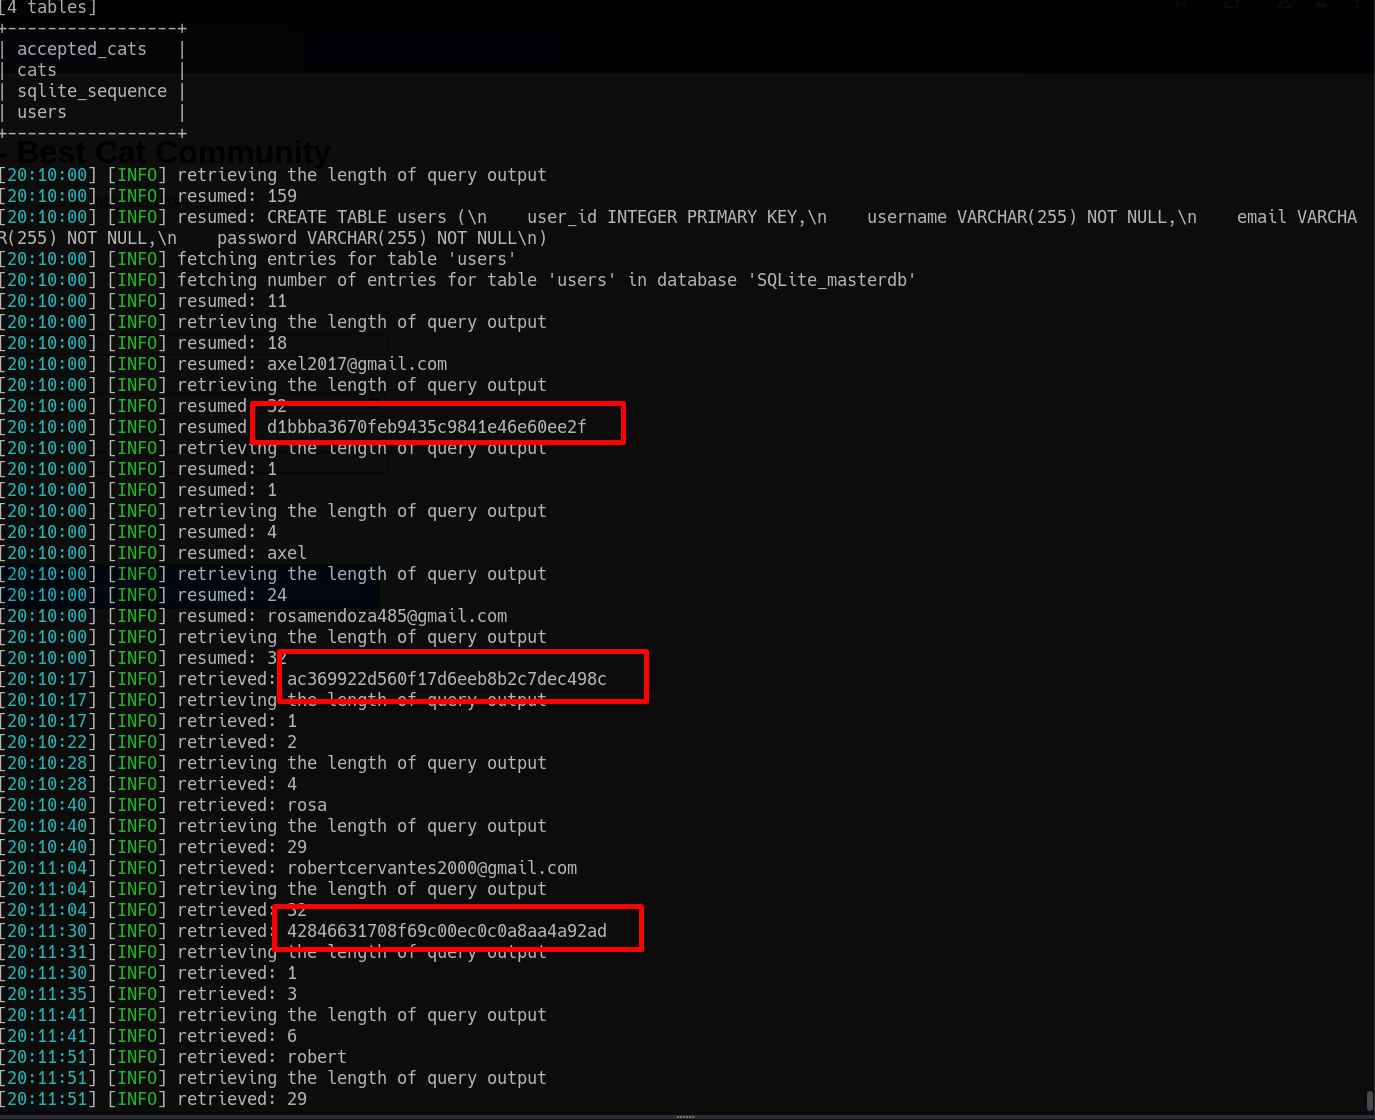 [4 tables]
+-----------------+
| accepted_cats   |
| cats            |
| sqlite_sequence |
| users           |
+-----------------+
- Best Cat Community
[20:10:00] [INFO] retrieving the length of query output
[20:10:00] [INFO] resumed: 159
[20:10:00] [INFO] resumed: CREATE TABLE users (\n    user_id INTEGER PRIMARY KEY,\n    username VARCHAR(255) NOT NULL,\n    email VARCHA
R(255) NOT NULL,\n    password VARCHAR(255) NOT NULL\n)
[20:10:00] [INFO] fetching entries for table 'users'
[20:10:00] [INFO] fetching number of entries for table 'users' in database 'SQLite_masterdb'
[20:10:00] [INFO] resumed: 11
[20:10:00] [INFO] retrieving the length of query output
[20:10:00] [INFO] resumed: 18
[20:10:00] [INFO] resumed: axel2017@gmail.com
[20:10:00] [INFO] retrieving the length of query output
[20:10:00] [INFO] resumed: 32
[20:10:00] [INFO] resumed: d1bbba3670feb9435c9841e46e60ee2f
[20:10:00] [INFO] retrieving the length of query output
[20:10:00] [INFO] resumed: 1
[20:10:00] [INFO] resumed: 1
[20:10:00] [INFO] retrieving the length of query output
[20:10:00] [INFO] resumed: 4
[20:10:00] [INFO] resumed: axel
[20:10:00] [INFO] retrieving the length of query output
[20:10:00] [INFO] resumed: 24
[20:10:00] [INFO] resumed: rosamendoza485@gmail.com
[20:10:00] [INFO] retrieving the length of query output
[20:10:00] [INFO] resumed: 32
[20:10:17] [INFO] retrieved: ac369922d560f17d6eeb8b2c7dec498c
[20:10:17] [INFO] retrieving the length of query output
[20:10:17] [INFO] retrieved: 1
[20:10:22] [INFO] retrieved: 2
[20:10:28] [INFO] retrieving the length of query output
[20:10:28] [INFO] retrieved: 4
[20:10:40] [INFO] retrieved: rosa
[20:10:40] [INFO] retrieving the length of query output
[20:10:40] [INFO] retrieved: 29
[20:11:04] [INFO] retrieved: robertcervantes2000@gmail.com
[20:11:04] [INFO] retrieving the length of query output
[20:11:04] [INFO] retrieved: 32
[20:11:30] [INFO] retrieved: 42846631708f69c00ec0c0a8aa4a92ad
[20:11:31] [INFO] retrieving the length of query output
[20:11:30] [INFO] retrieved: 1
[20:11:35] [INFO] retrieved: 3
[20:11:41] [INFO] retrieving the length of query output
[20:11:41] [INFO] retrieved: 6
[20:11:51] [INFO] retrieved: robert
[20:11:51] [INFO] retrieving the length of query output
[20:11:51] [INFO] retrieved: 29